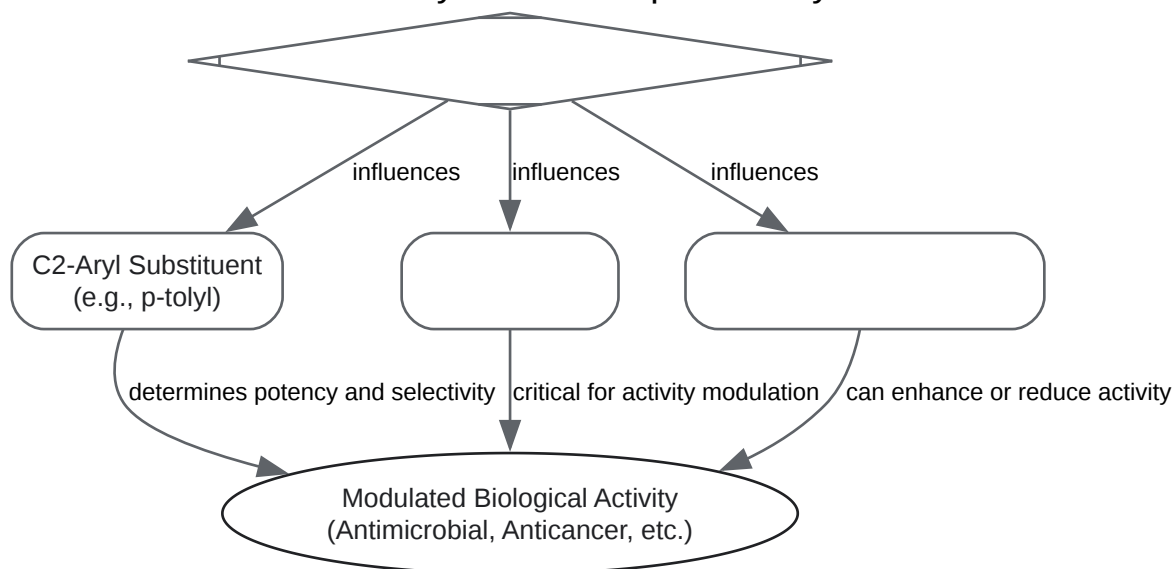 influences
influences
influences
C2-Aryl Substituent
(e.g., p-tolyl)
determines potency and selectivity
critical for activity modulation
can enhance or reduce activity
Modulated Biological Activity
(Antimicrobial, Anticancer, etc.)